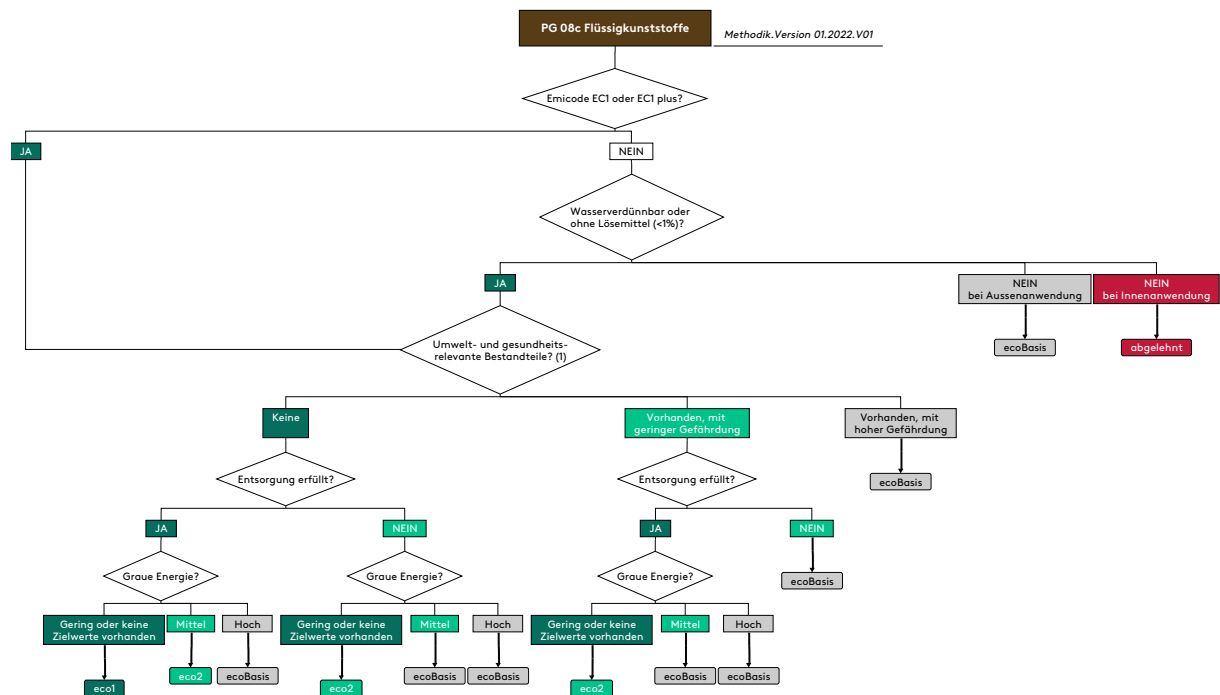 PG 08c Flüssigkunststoffe
Methodik.Version 01.2022.V01
Emicode EC1 oder EC1 plus?
JA
NEIN
Wasserverdünnbar oder
ohne Lösemittel (<1%)?
JA
NEIN
bei Aussenanwendung
NEIN
bei Innenanwendung
Umwelt- und gesundheits-
relevante Bestandteile? (1)
ecoBasis
abgelehnt
Keine
Vorhanden, mit
geringer Gefährdung
Vorhanden, mit
hoher Gefährdung
Entsorgung erfüllt?
Entsorgung erfüllt?
ecoBasis
JA
NEIN
JA
NEIN
Graue Energie?
Graue Energie?
Graue Energie?
ecoBasis
Gering oder keine
Zielwerte vorhanden
Mittel
Hoch
Gering oder keine
Zielwerte vorhanden
Mittel
Hoch
Gering oder keine
Zielwerte vorhanden
Mittel
Hoch
eco1
eco2
ecoBasis
eco2
ecoBasis
ecoBasis
eco2
ecoBasis
ecoBasis